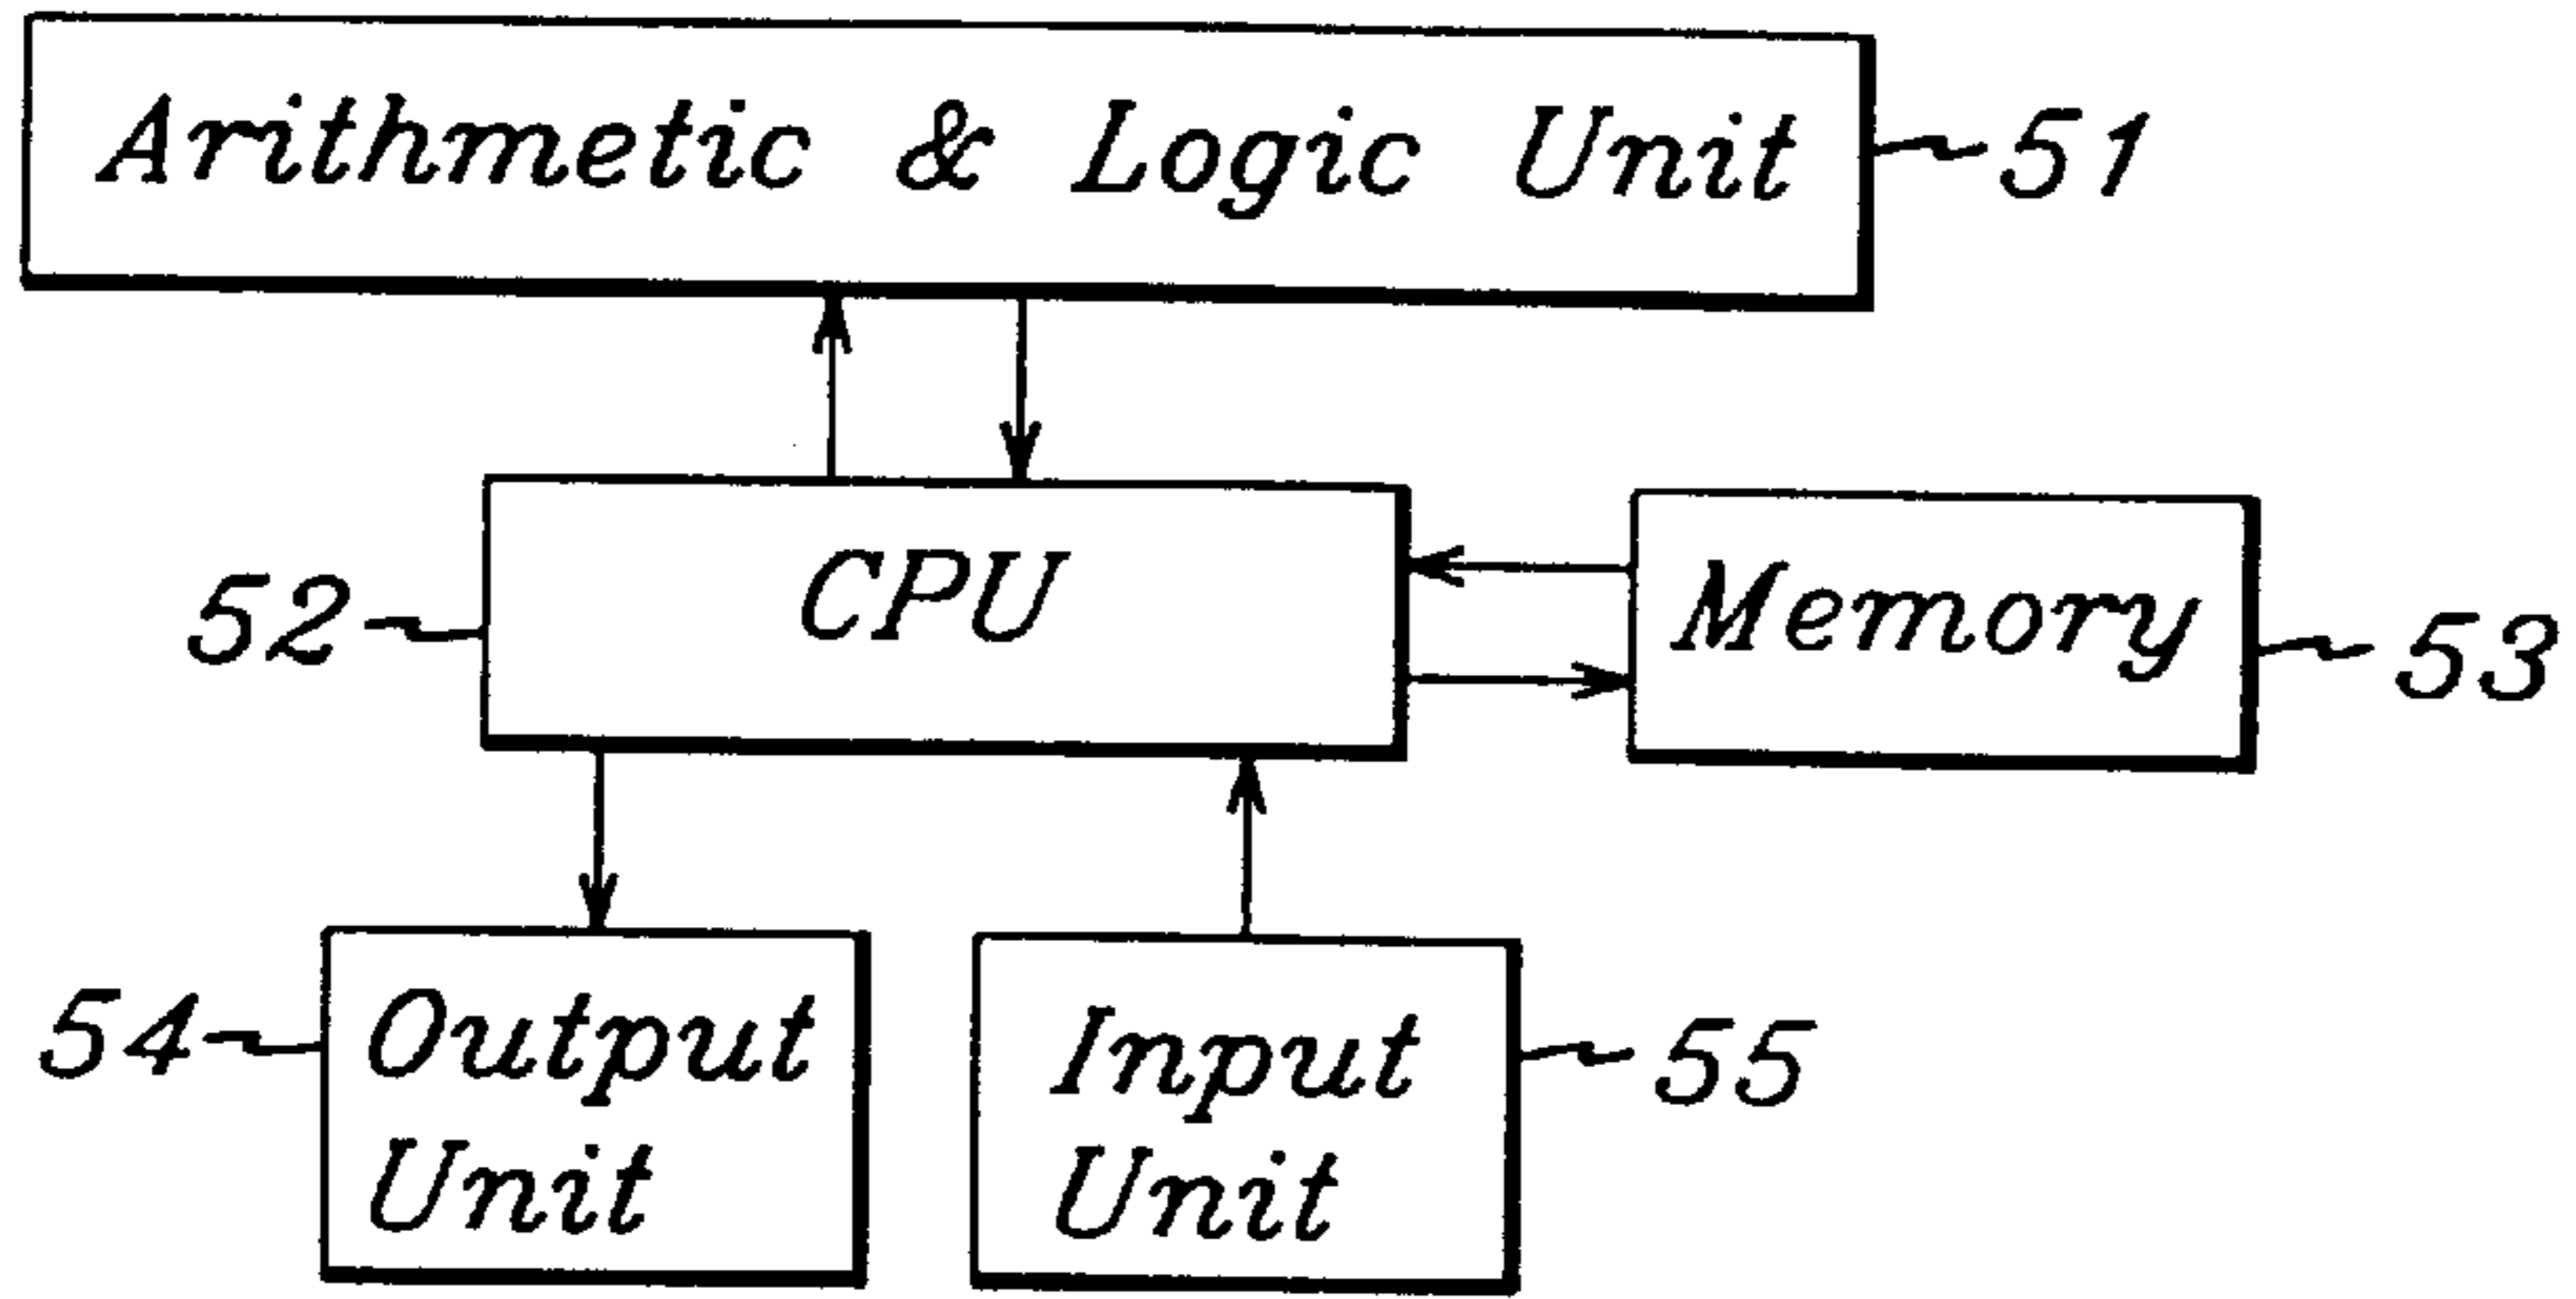 Arithmetic & Logic Unit
51
CPU
52
Memory
53
54
Output
Unit
Input
Unit
55